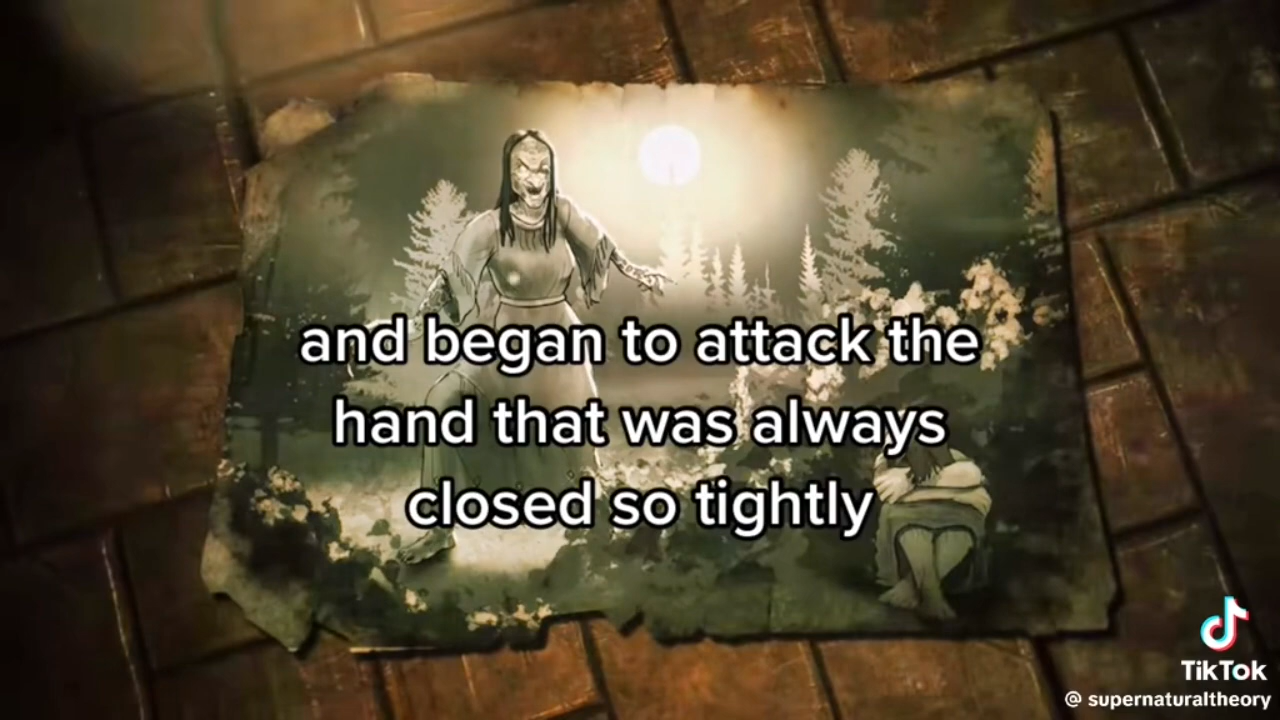 and began to attack the
hand that was always
closed so tightly
TikTok
@ supernaturaltheory